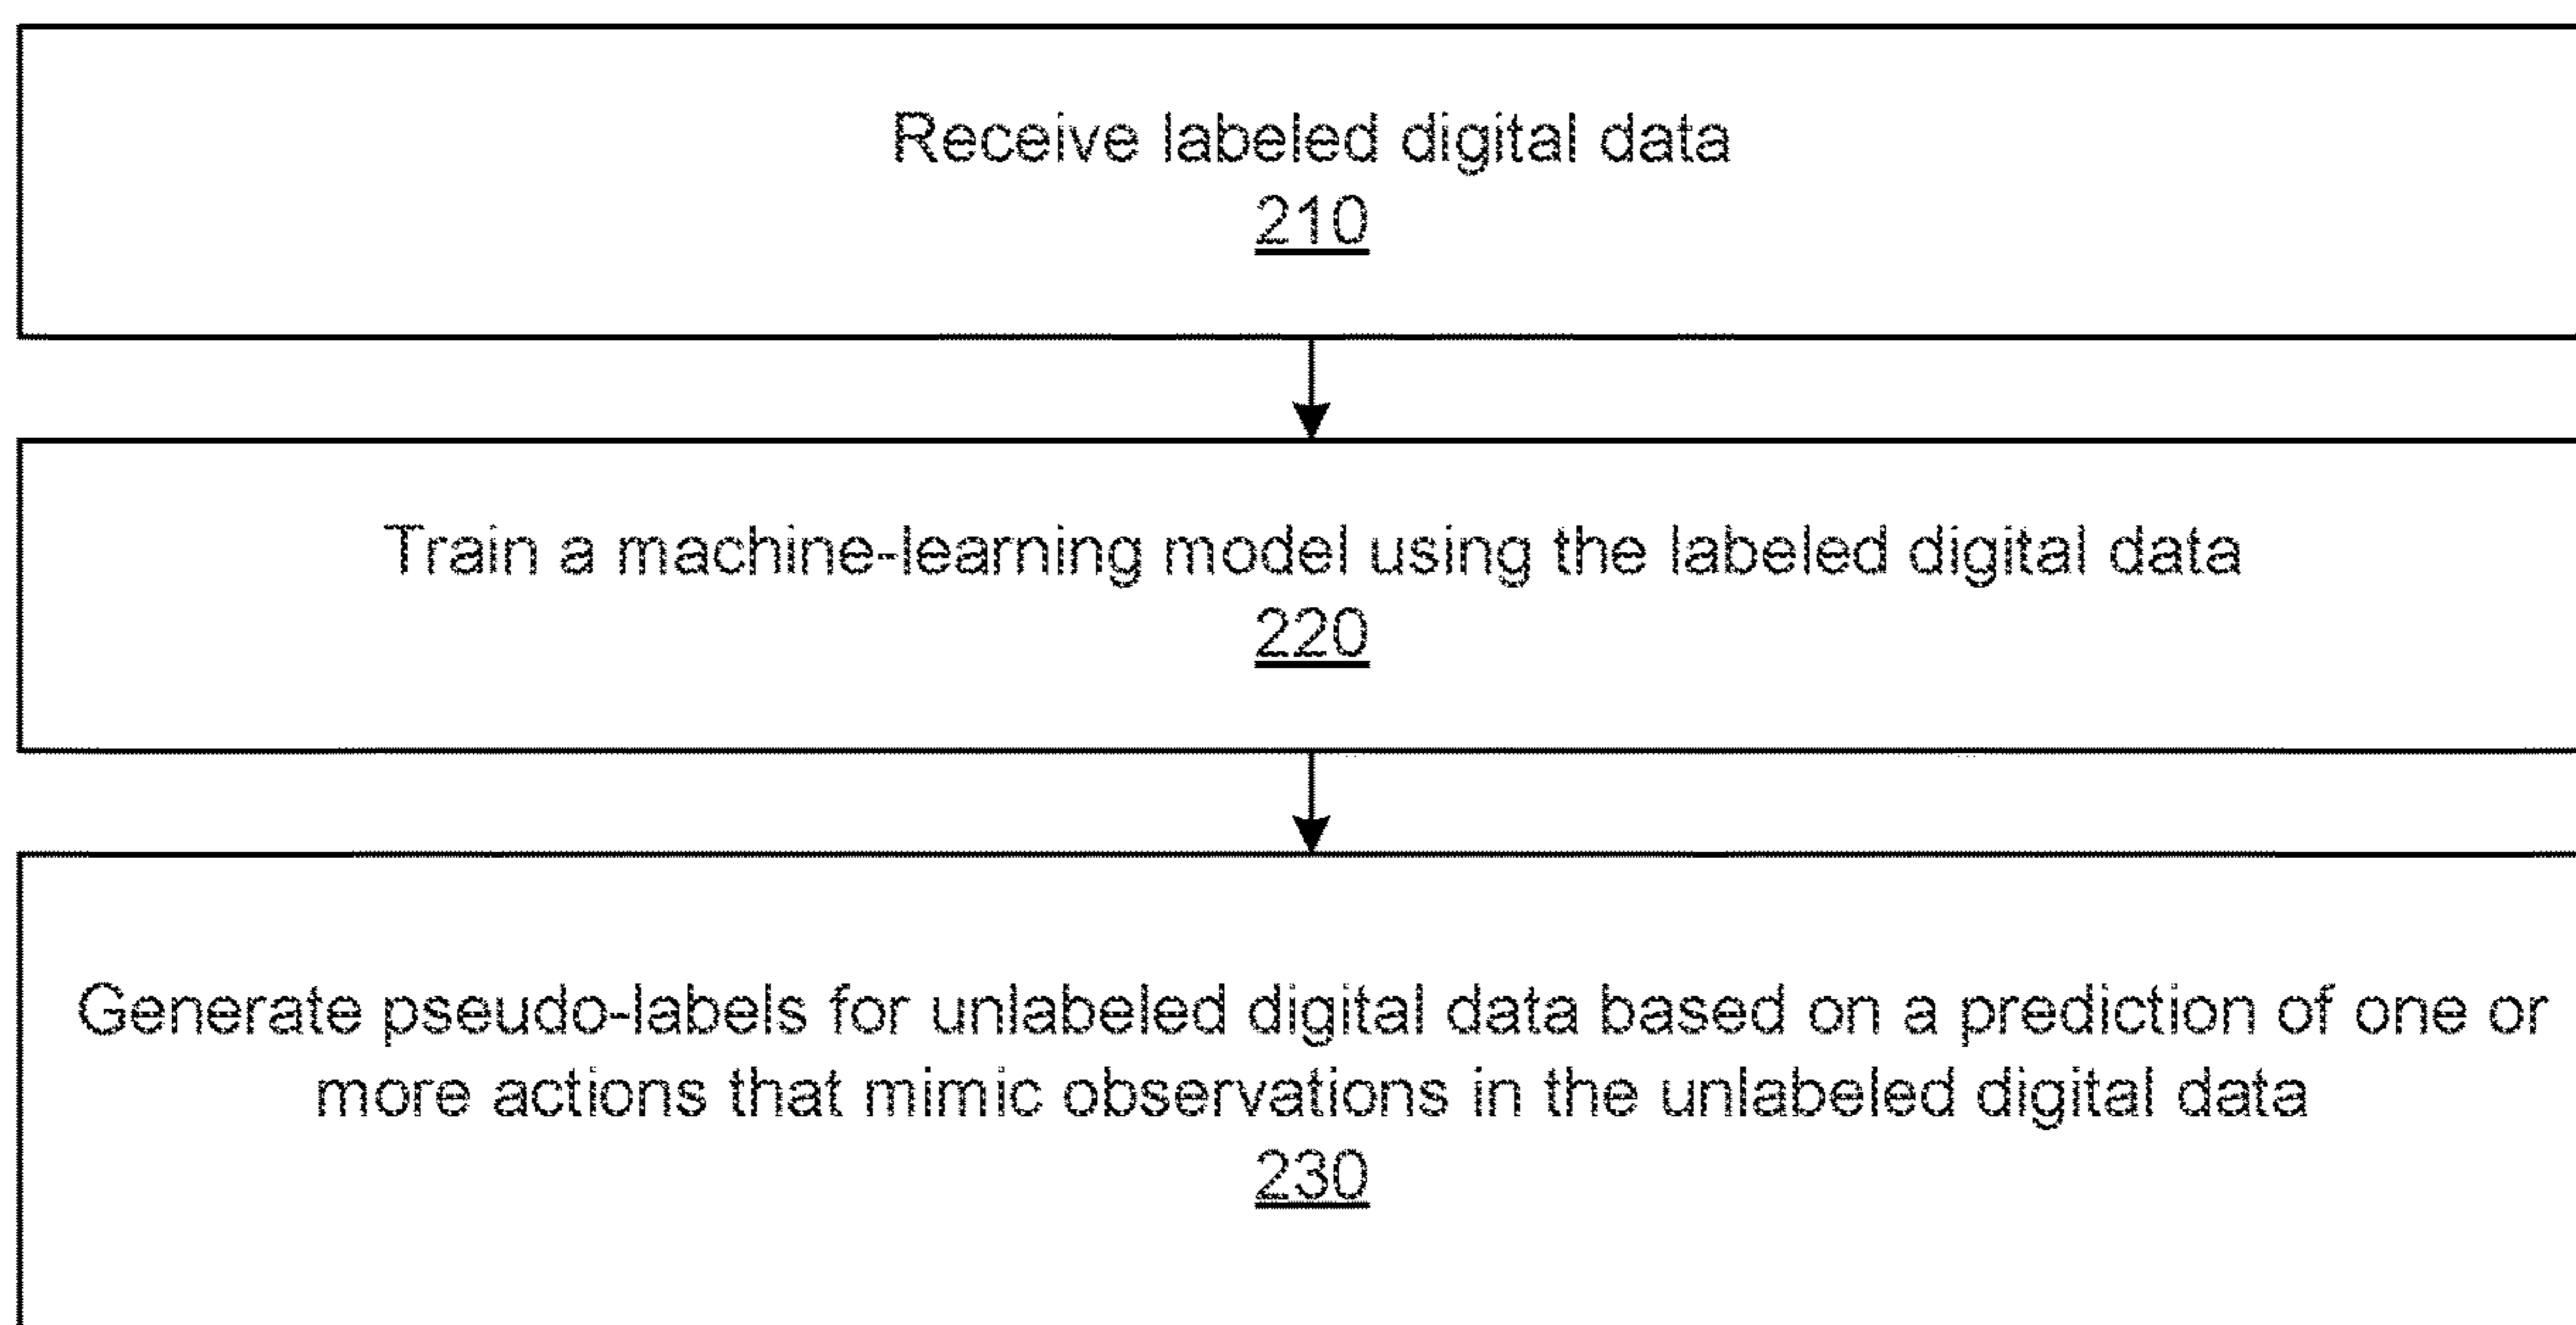 Receive labeled digital data
210
Train a machine-learning model using the labeled digital data
220
Generate pseudo-labels for unlabeled digital data based on a prediction of one or
more actions that mimic observations in the unlabeled digital data
230